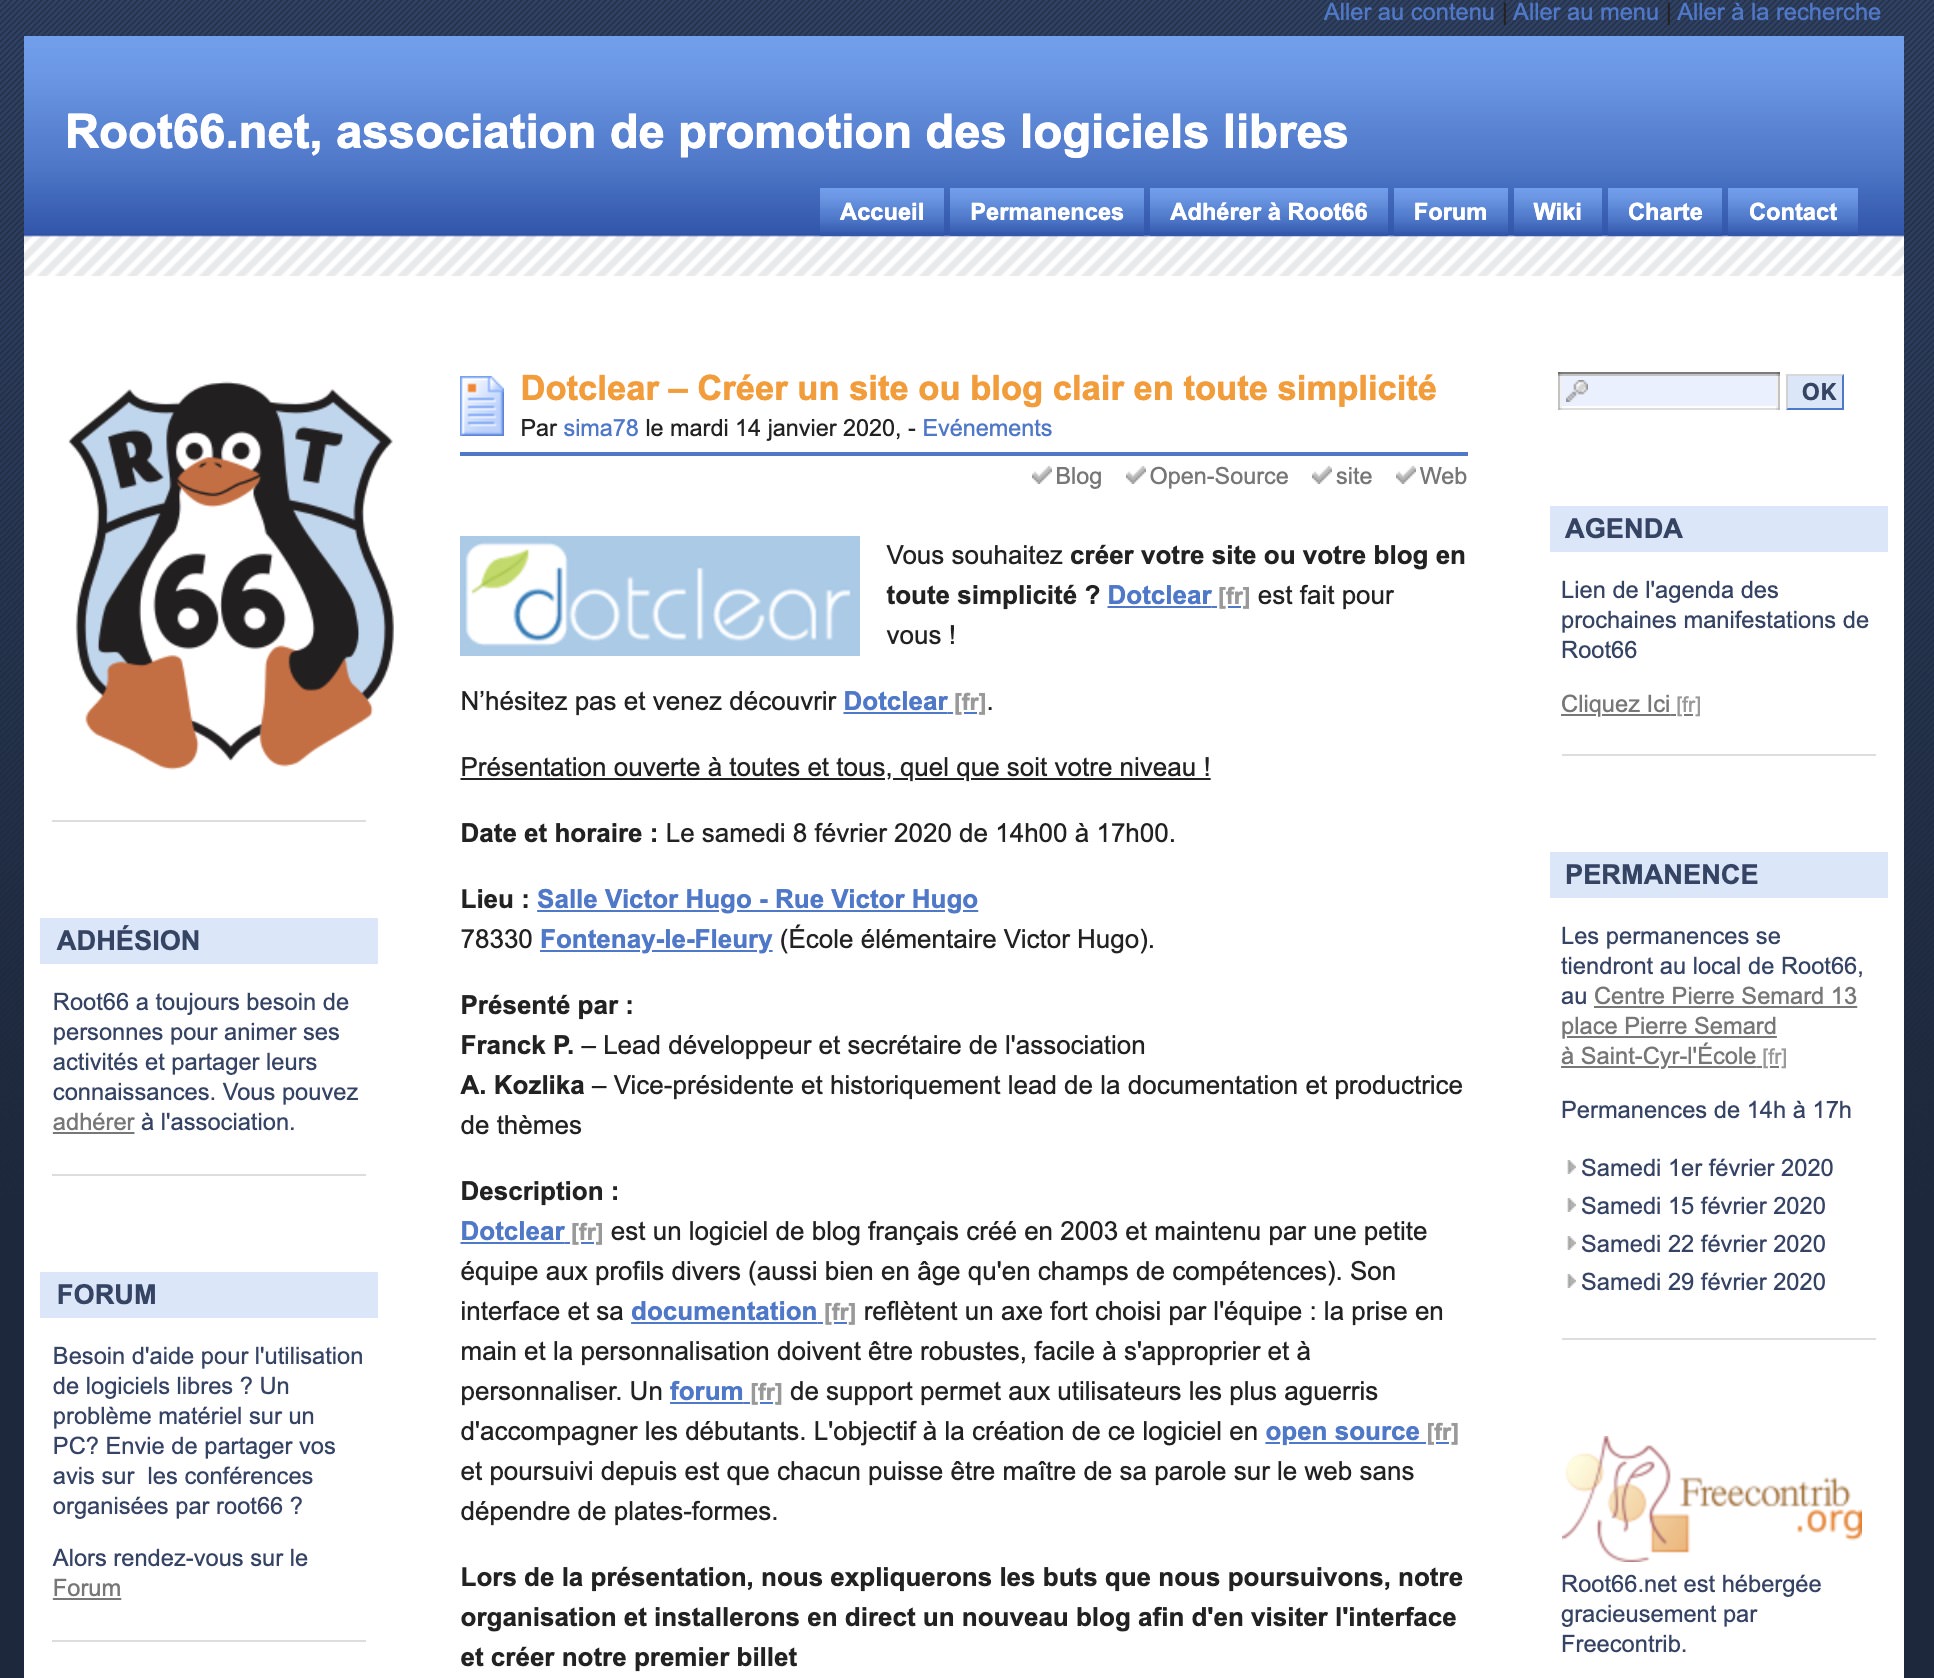 Aller au contenu | Aller au menu | Aller à la recherche
Root66.net, association de promotion des logiciels libres
Accueil Permanences Adhérer à Root66 Forum Wiki Charte Contact
ROOT
66
ADHÉSION
Root66 a toujours besoin de
personnes pour animer ses
activités et partager leurs
connaissances. Vous pouvez
adhérer à l'association.
FORUM
Besoin d'aide pour l'utilisation
de logiciels libres ? Un
problème matériel sur un
PC? Envie de partager vos
avis sur  les conférences
organisées par root66 ?
Alors rendez-vous sur le
Forum
Dotclear – Créer un site ou blog clair en toute simplicité
Par sima78 le mardi 14 janvier 2020, - Evénements
Blog Open-Source site Web
dotclear
Vous souhaitez créer votre site ou votre blog en
toute simplicité ? Dotclear [fr] est fait pour
vous !
N’hésitez pas et venez découvrir Dotclear [fr].
Présentation ouverte à toutes et tous, quel que soit votre niveau !
Date et horaire : Le samedi 8 février 2020 de 14h00 à 17h00.
Lieu : Salle Victor Hugo - Rue Victor Hugo
78330 Fontenay-le-Fleury (École élémentaire Victor Hugo).
Présenté par :
Franck P. – Lead développeur et secrétaire de l'association
A. Kozlika – Vice-présidente et historiquement lead de la documentation et productrice
de thèmes
Description :
Dotclear [fr] est un logiciel de blog français créé en 2003 et maintenu par une petite
équipe aux profils divers (aussi bien en âge qu'en champs de compétences). Son
interface et sa documentation [fr] reflètent un axe fort choisi par l'équipe : la prise en
main et la personnalisation doivent être robustes, facile à s'approprier et à
personnaliser. Un forum [fr] de support permet aux utilisateurs les plus aguerris
d'accompagner les débutants. L'objectif à la création de ce logiciel en open source [fr]
et poursuivi depuis est que chacun puisse être maître de sa parole sur le web sans
dépendre de plates-formes.
Lors de la présentation, nous expliquerons les buts que nous poursuivons, notre
organisation et installerons en direct un nouveau blog afin d'en visiter l'interface
et créer notre premier billet
OK
AGENDA
Lien de l'agenda des
prochaines manifestations de
Root66
Cliquez Ici [fr]
PERMANENCE
Les permanences se
tiendront au local de Root66,
au Centre Pierre Semard 13
place Pierre Semard
à Saint-Cyr-l'École [fr]
Permanences de 14h à 17h
Samedi 1er février 2020
Samedi 15 février 2020
Samedi 22 février 2020
Samedi 29 février 2020
Freecontrib
.org
Root66.net est hébergée
gracieusement par
Freecontrib.